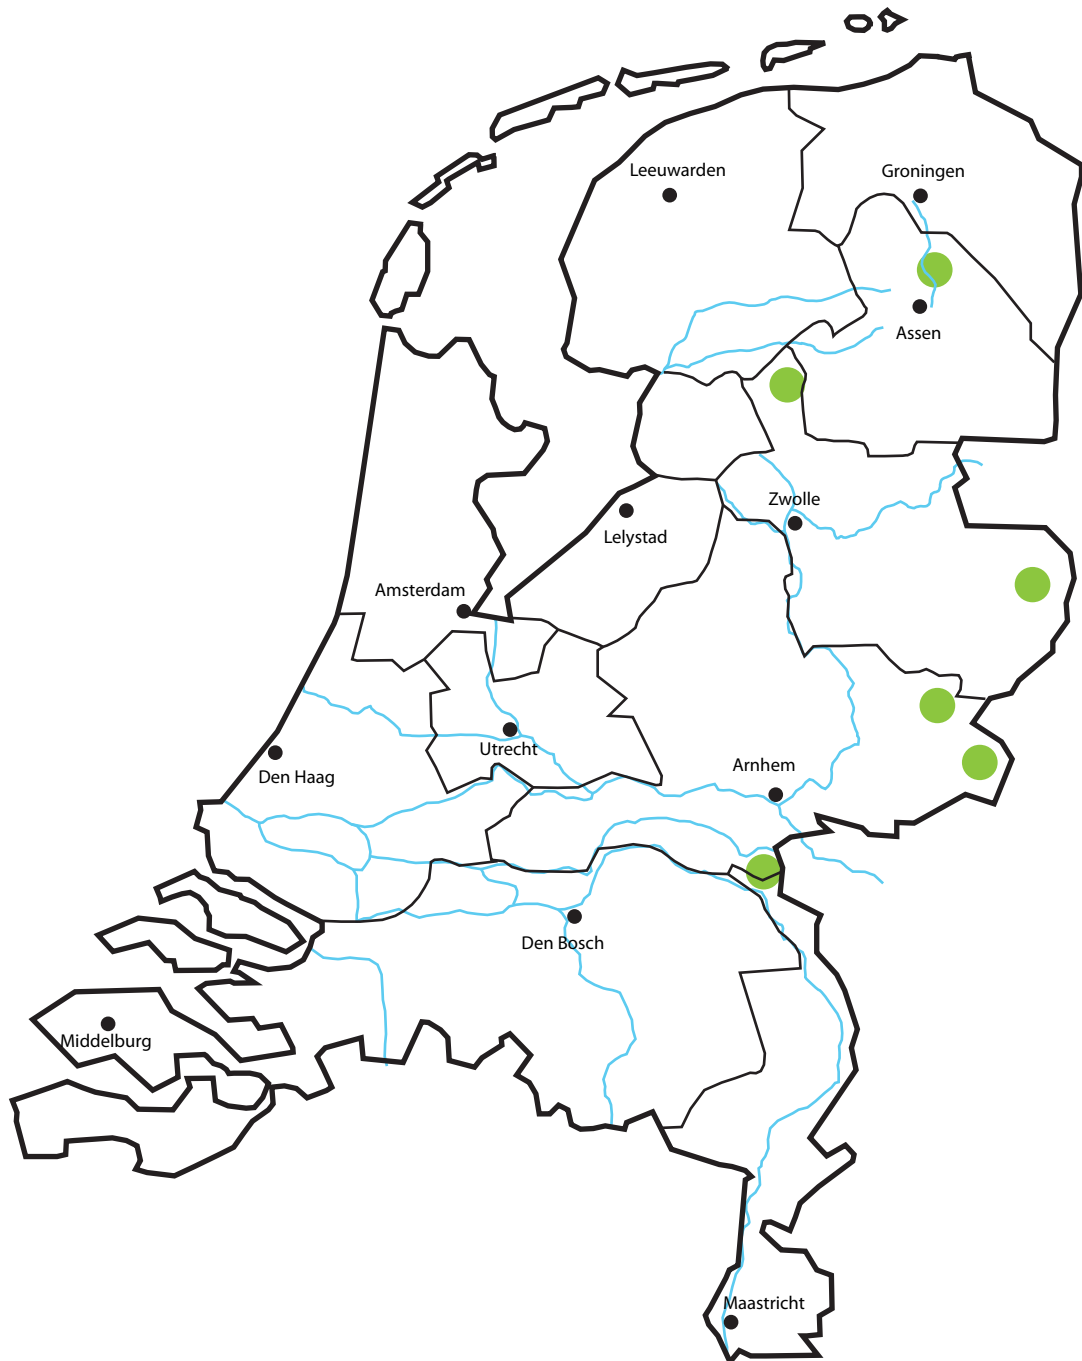 Leeuwarden
Groningen
Assen
Zwolle
Lelystad
Amsterdam
Utrecht
Den Haag
Arnhem
Den Bosch
Middelburg
Maastricht